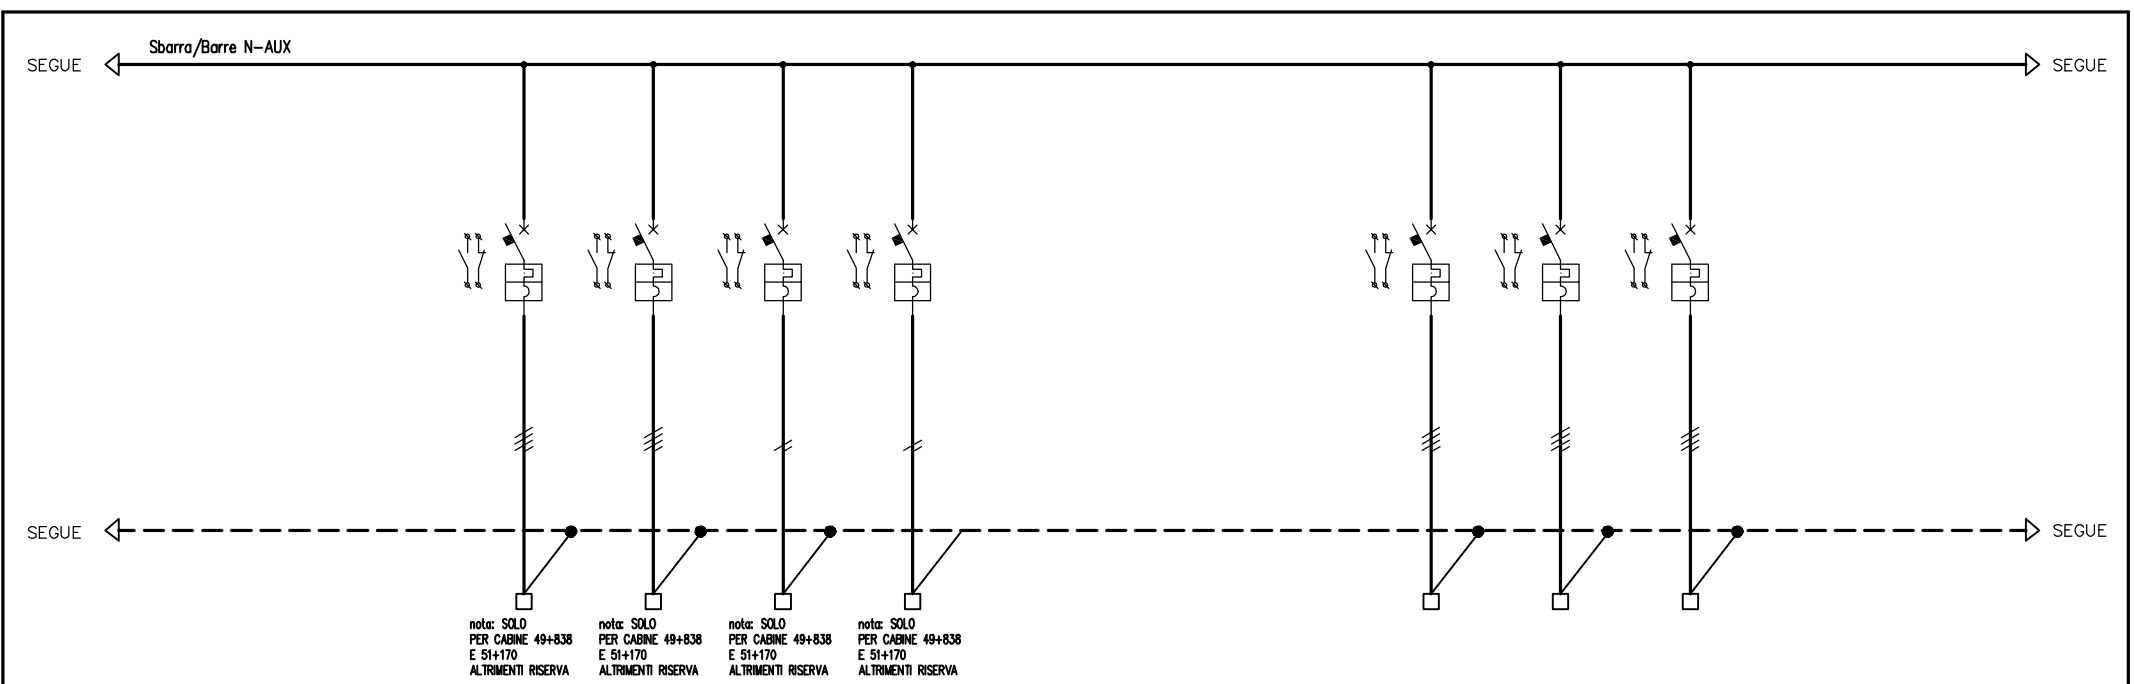 Sbarra/Barre N-AUX
SEGUE
SEGUE
SEGUE
SEGUE
nota: SOLO
PER CABINE 49+838
E 51+170
ALTRIMENTI RISERVA
nota: SOLO
PER CABINE 49+838
E 51+170
ALTRIMENTI RISERVA
nota: SOLO
PER CABINE 49+838
E 51+170
ALTRIMENTI RISERVA
nota: SOLO
PER CABINE 49+838
E 51+170
ALTRIMENTI RISERVA